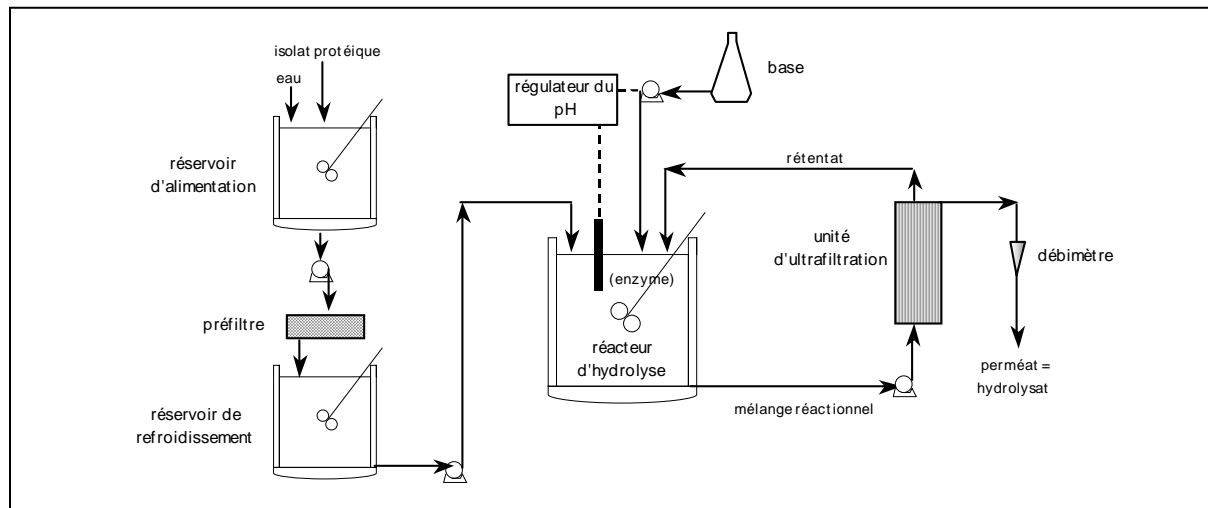 isolat protéique
eau
réservoir
d'alimentation
préfiltre
réservoir de
refroidissement
régulateur du
pH
base
rétentat
(enzyme)
réacteur
d'hydrolyse
mélange réactionnel
unité
d'ultrafiltration
débimètre
perméat =
hydrolysat